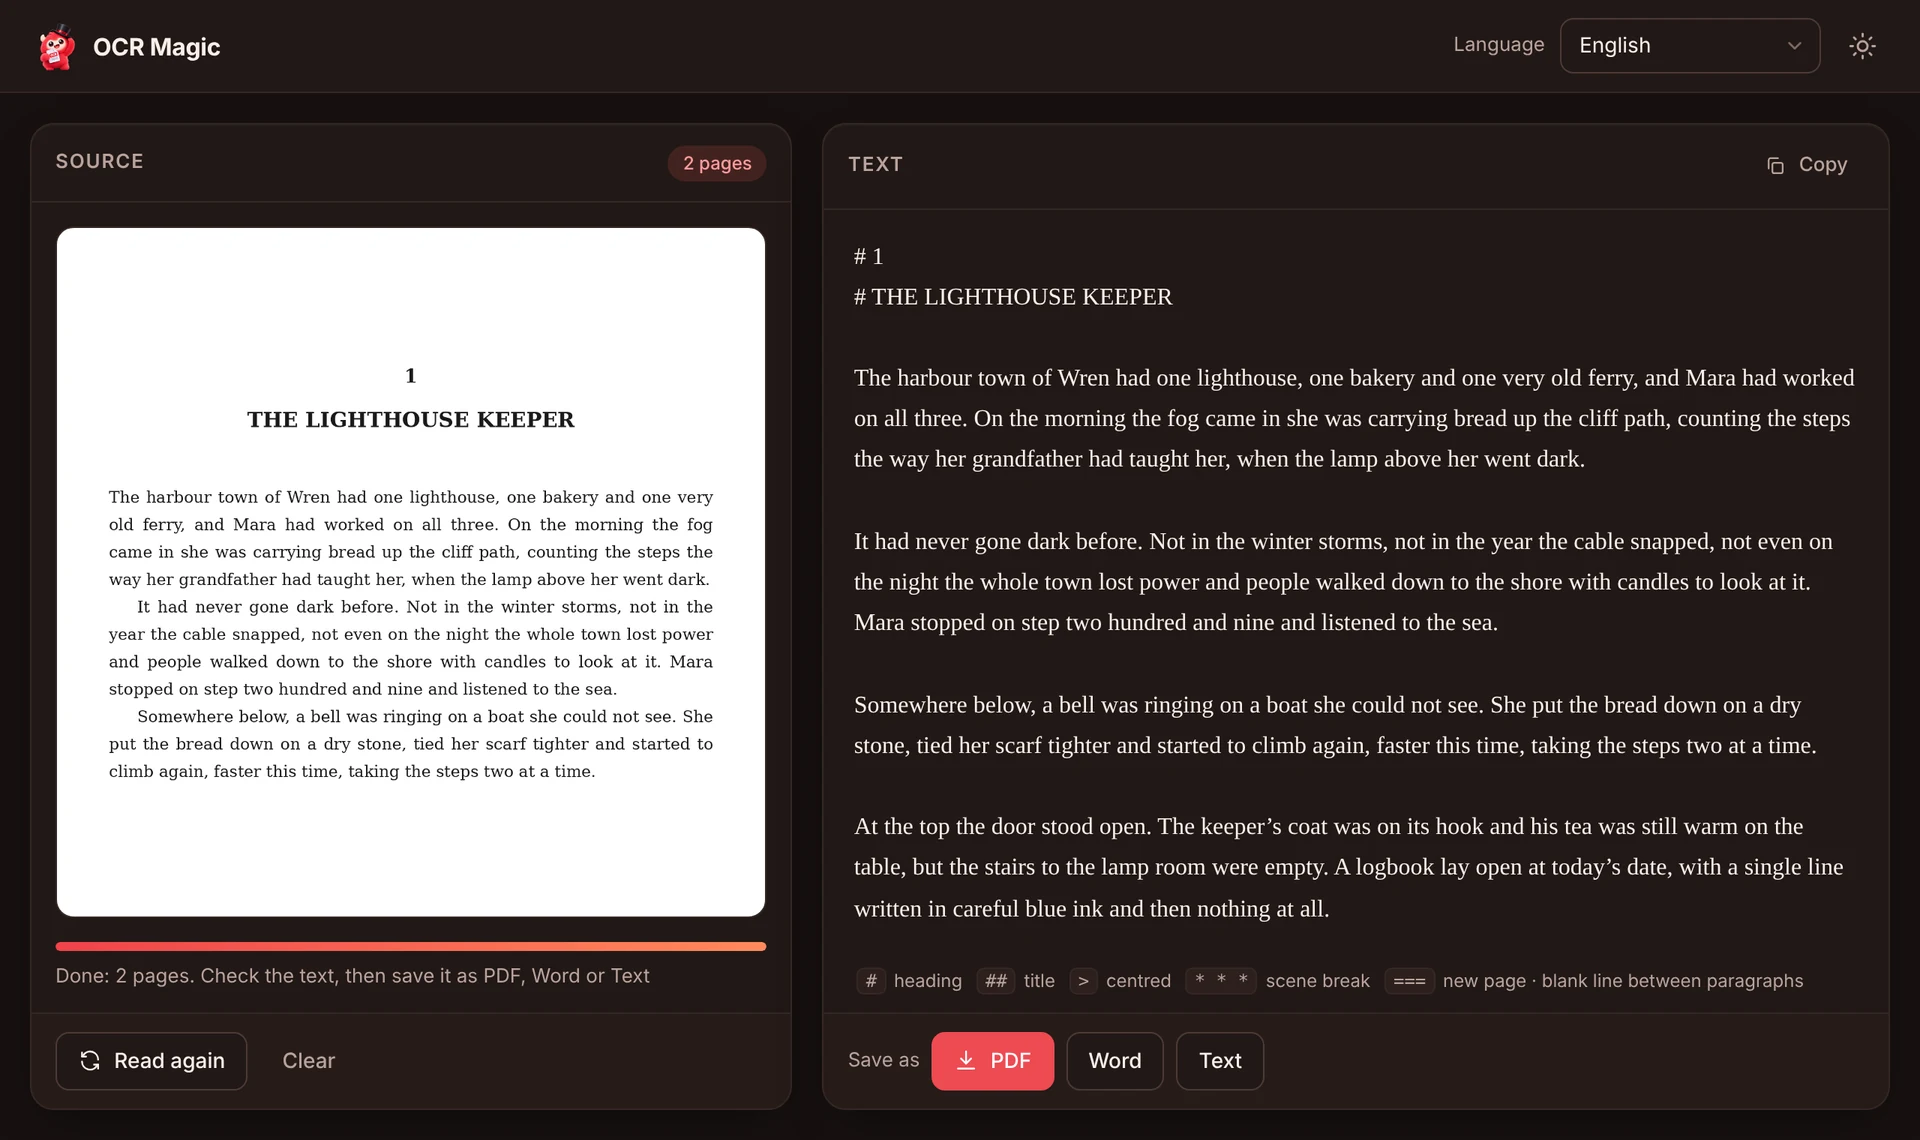 OCR Magic
Language
English
SOURCE
2 pages
1
THE LIGHTHOUSE KEEPER
The harbour town of Wren had one lighthouse, one bakery and one very
old ferry, and Mara had worked on all three. On the morning the fog
came in she was carrying bread up the cliff path, counting the steps the
way her grandfather had taught her, when the lamp above her went dark.
It had never gone dark before. Not in the winter storms, not in the
year the cable snapped, not even on the night the whole town lost power
and people walked down to the shore with candles to look at it. Mara
stopped on step two hundred and nine and listened to the sea.
Somewhere below, a bell was ringing on a boat she could not see. She
put the bread down on a dry stone, tied her scarf tighter and started to
climb again, faster this time, taking the steps two at a time.
Done: 2 pages. Check the text, then save it as PDF, Word or Text
Read again
Clear
TEXT
Copy
# 1
# THE LIGHTHOUSE KEEPER
The harbour town of Wren had one lighthouse, one bakery and one very old ferry, and Mara had worked
on all three. On the morning the fog came in she was carrying bread up the cliff path, counting the steps
the way her grandfather had taught her, when the lamp above her went dark.
It had never gone dark before. Not in the winter storms, not in the year the cable snapped, not even on
the night the whole town lost power and people walked down to the shore with candles to look at it.
Mara stopped on step two hundred and nine and listened to the sea.
Somewhere below, a bell was ringing on a boat she could not see. She put the bread down on a dry
stone, tied her scarf tighter and started to climb again, faster this time, taking the steps two at a time.
At the top the door stood open. The keeper’s coat was on its hook and his tea was still warm on the
table, but the stairs to the lamp room were empty. A logbook lay open at today’s date, with a single line
written in careful blue ink and then nothing at all.
# heading ## title > centred * * * scene break === new page · blank line between paragraphs
Save as
PDF
Word
Text